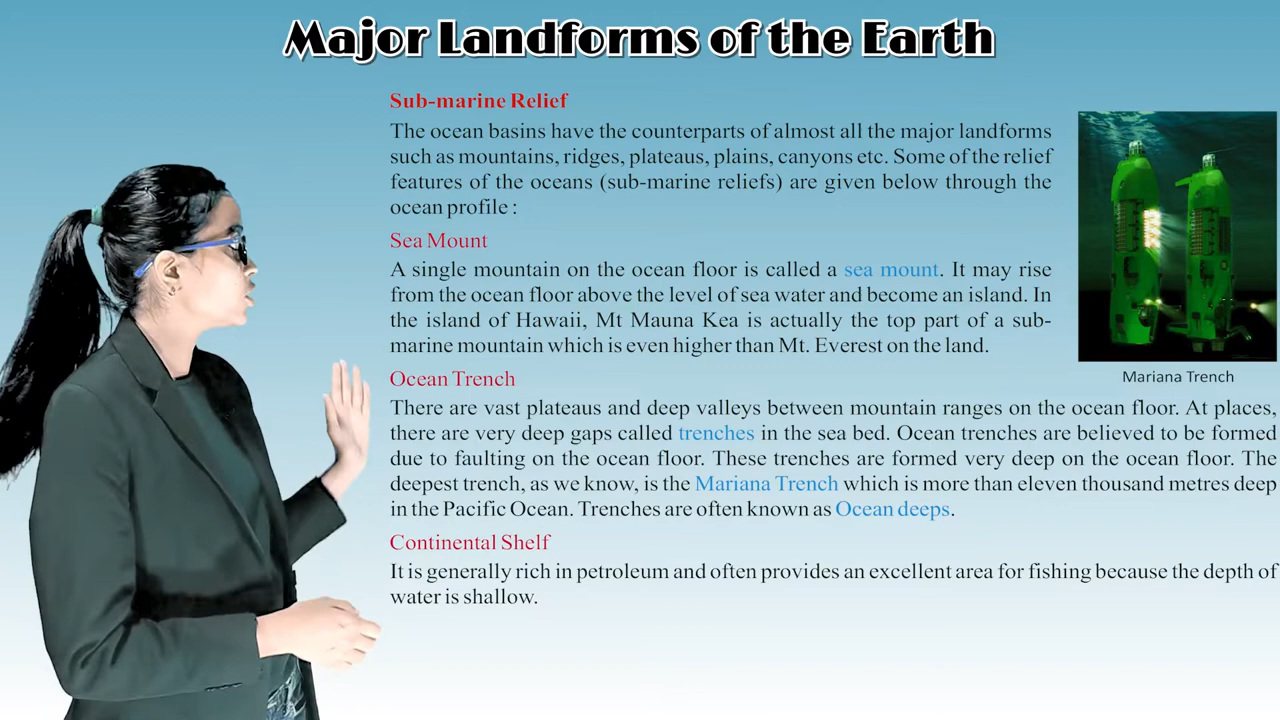 Major Landforms of the Earth
Sub-marine Relief
The ocean basins have the counterparts of almost all the major landforms
such as mountains, ridges, plateaus, plains, canyons etc. Some of the relief
features of the oceans (sub-marine reliefs) are given below through the
ocean profile :
Sea Mount
A single mountain on the ocean floor is called a sea mount. It may rise
from the ocean floor above the level of sea water and become an island. In
the island of Hawaii, Mt Mauna Kea is actually the top part of a sub-
marine mountain which is even higher than Mt. Everest on the land.
Mariana Trench
Ocean Trench
There are vast plateaus and deep valleys between mountain ranges on the ocean floor. At places,
there are very deep gaps called trenches in the sea bed. Ocean trenches are believed to be formed
due to faulting on the ocean floor. These trenches are formed very deep on the ocean floor. The
deepest trench, as we know, is the Mariana Trench which is more than eleven thousand metres deep
in the Pacific Ocean. Trenches are often known as Ocean deeps.
Continental Shelf
It is generally rich in petroleum and often provides an excellent area for fishing because the depth of
water is shallow.